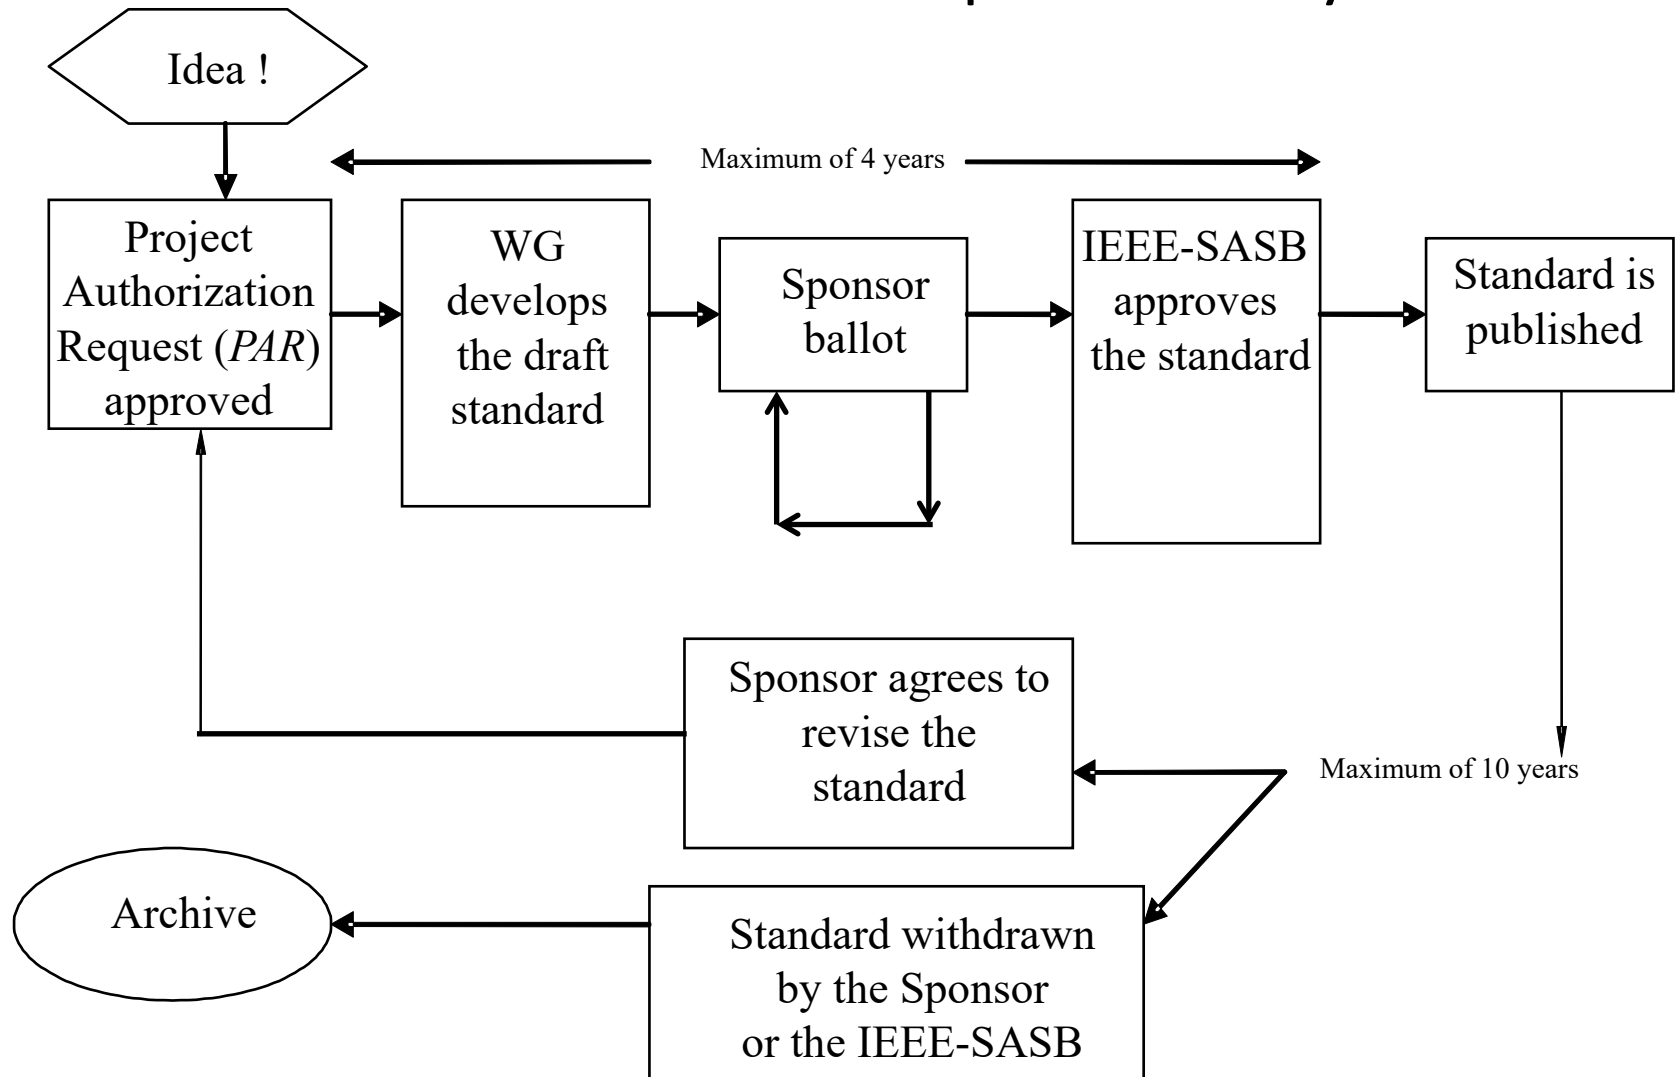 Idea !
Maximum of 4 years
Project
Authorization
Request (PAR)
approved
WG
develops
the draft
standard
Sponsor
ballot
IEEE-SASB
approves
the standard
Standard is
published
Sponsor agrees to
revise the
standard
Maximum of 10 years
Archive
Standard withdrawn
by the Sponsor
or the IEEE-SASB